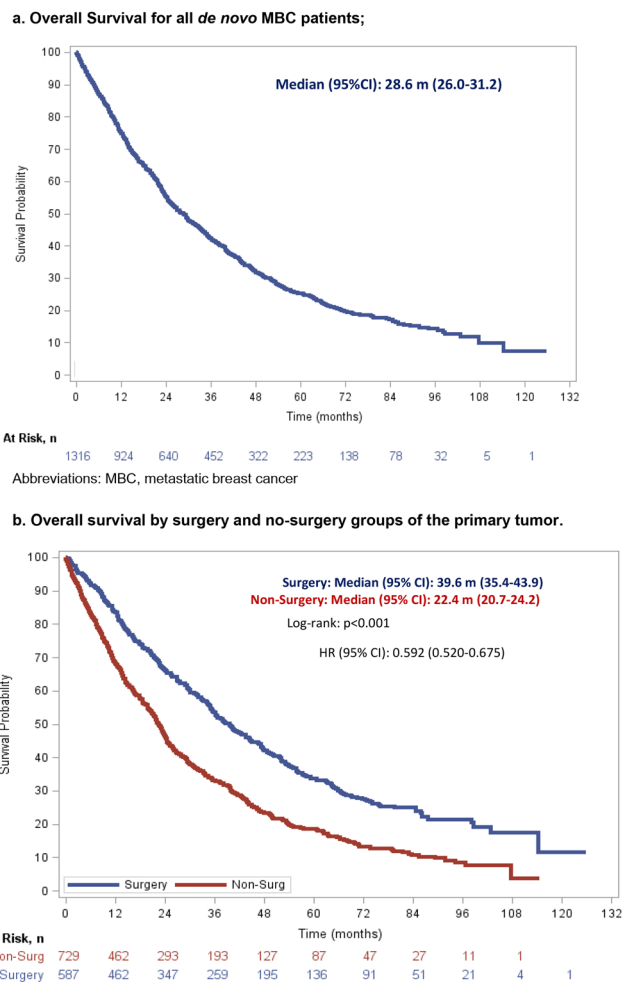 a. Overall Survival for all de novo MBC patients;
Median (95%CI): 28.6 m (26.0-31.2)
Survival Probability
100
90
80
70
60
50
40
30
20
10
0
0 12 24 36 48 60 72 84 96 108 120 132
Time (months)
At Risk, n
1316 924 640 452 322 223 138 78 32 5 1
Abbreviations: MBC, metastatic breast cancer
b. Overall survival by surgery and no-surgery groups of the primary tumor.
Surgery: Median (95% CI): 39.6 m (35.4-43.9)
Non-Surgery: Median (95% CI): 22.4 m (20.7-24.2)
Log-rank: p<0.001
HR (95% CI): 0.592 (0.520-0.675)
Survival Probability
100
90
80
70
60
50
40
30
20
10
0
Surgery Non-Surg
0 12 24 36 48 60 72 84 96 108 120 132
Time (months)
Risk, n
on-Surg 729 462 293 193 127 87 47 27 11 1
Surgery 587 462 347 259 195 136 91 51 21 4 1